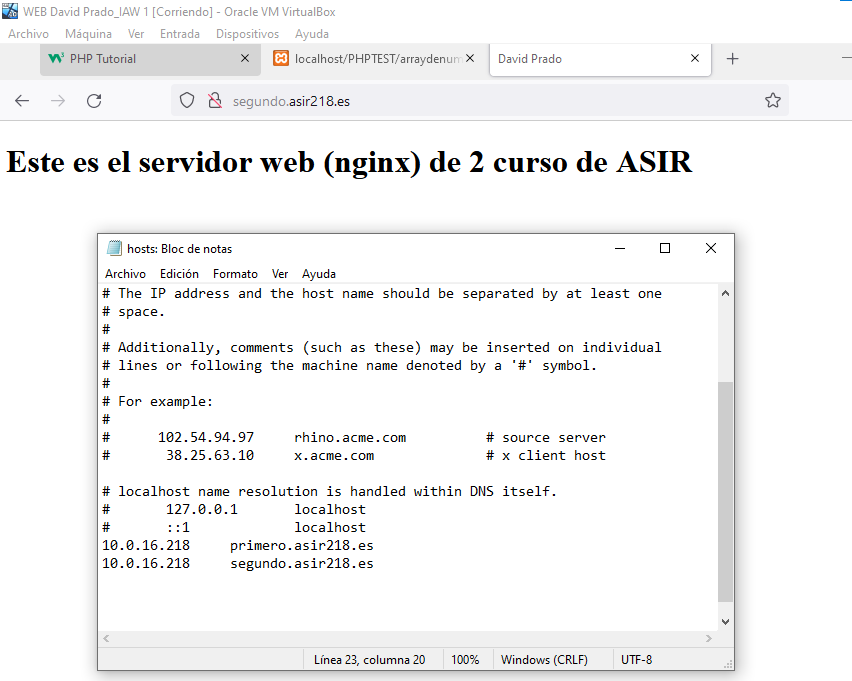 WEB David Prado_IAW 1 [Corriendo] - Oracle VM VirtualBox
Archivo Máquina Ver Entrada Dispositivos Ayuda
PHP Tutorial
localhost/PHPTEST/arraydenum
David Prado
segundo.asir218.es
Este es el servidor web (nginx) de 2 curso de ASIR
hosts: Bloc de notas
Archivo Edición Formato Ver Ayuda
# The IP address and the host name should be separated by at least one
# space.
#
# Additionally, comments (such as these) may be inserted on individual
# lines or following the machine name denoted by a '#' symbol.
#
# For example:
#
# 102.54.94.97 rhino.acme.com # source server
# 38.25.63.10 x.acme.com # x client host
# localhost name resolution is handled within DNS itself.
# 127.0.0.1 localhost
# ::1 localhost
10.0.16.218 primero.asir218.es
10.0.16.218 segundo.asir218.es
Línea 23, columna 20 100% Windows (CRLF) UTF-8